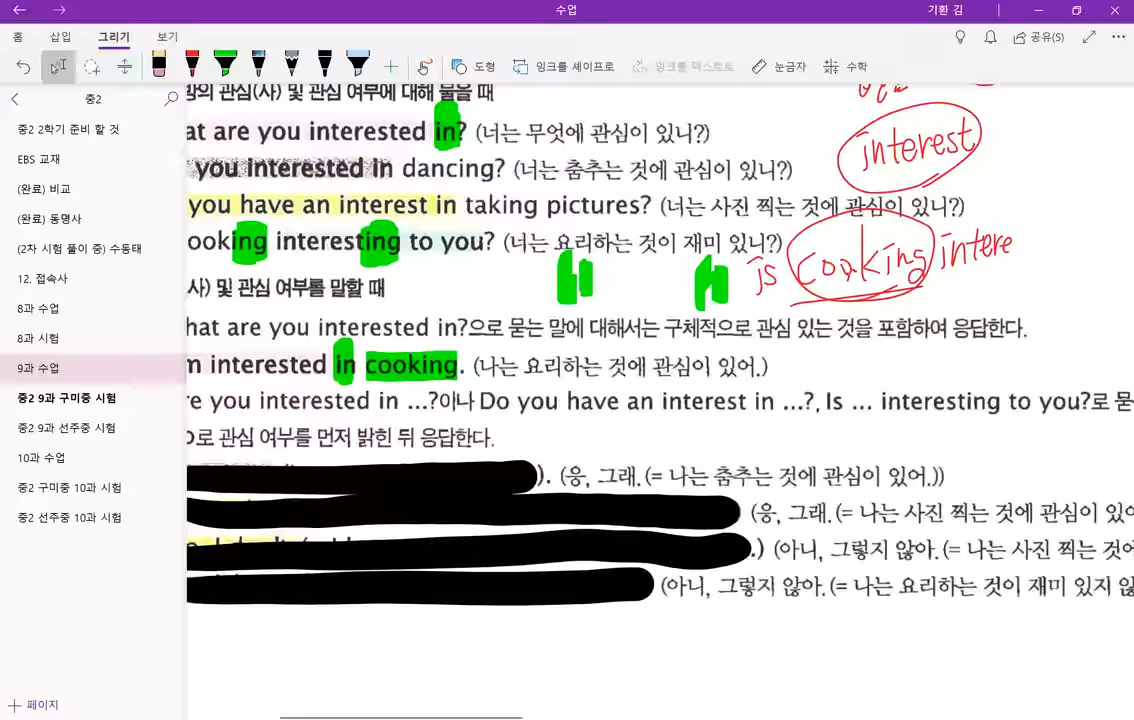 수업
기환 김
홈 삽입 그리기 보기
공유(S)
도형 잉크를 셰이프로 잉크를 텍스트로 눈금자 수학
중2
중2 2학기 준비 할 것
EBS 교재
(완료) 비교
(완료) 동명사
(2차 시험 풀이 중) 수동태
12. 접속사
8과 수업
8과 시험
9과 수업
중2 9과 구미중 시험
중2 9과 선주중 시험
10과 수업
중2 구미중 10과 시험
중2 선주중 10과 시험
페이지
관심(사) 및 관심 여부에 대해 물을 때
at are you interested in? (너는 무엇에 관심이 있니?)
you interested in dancing? (너는 춤추는 것에 관심이 있니?)
you have an interest in taking pictures? (너는 사진 찍는 것에 관심이 있니?)
ooking interesting to you? (너는 요리하는 것이 재미 있니?)
interest
is cooking intere
사) 및 관심 여부를 말할 때
hat are you interested in?으로 묻는 말에 대해서는 구체적으로 관심 있는 것을 포함하여 응답한다.
m interested in cooking. (나는 요리하는 것에 관심이 있어.)
re you interested in ...?이나 Do you have an interest in ...?, Is ... interesting to you?로 묻
로 관심 여부를 먼저 밝힌 뒤 응답한다.
). (응, 그래. (= 나는 춤추는 것에 관심이 있어.))
(응, 그래. (= 나는 사진 찍는 것에 관심이 있어
.) (아니, 그렇지 않아. (= 나는 사진 찍는 것에
(아니, 그렇지 않아. (= 나는 요리하는 것이 재미 있지 않